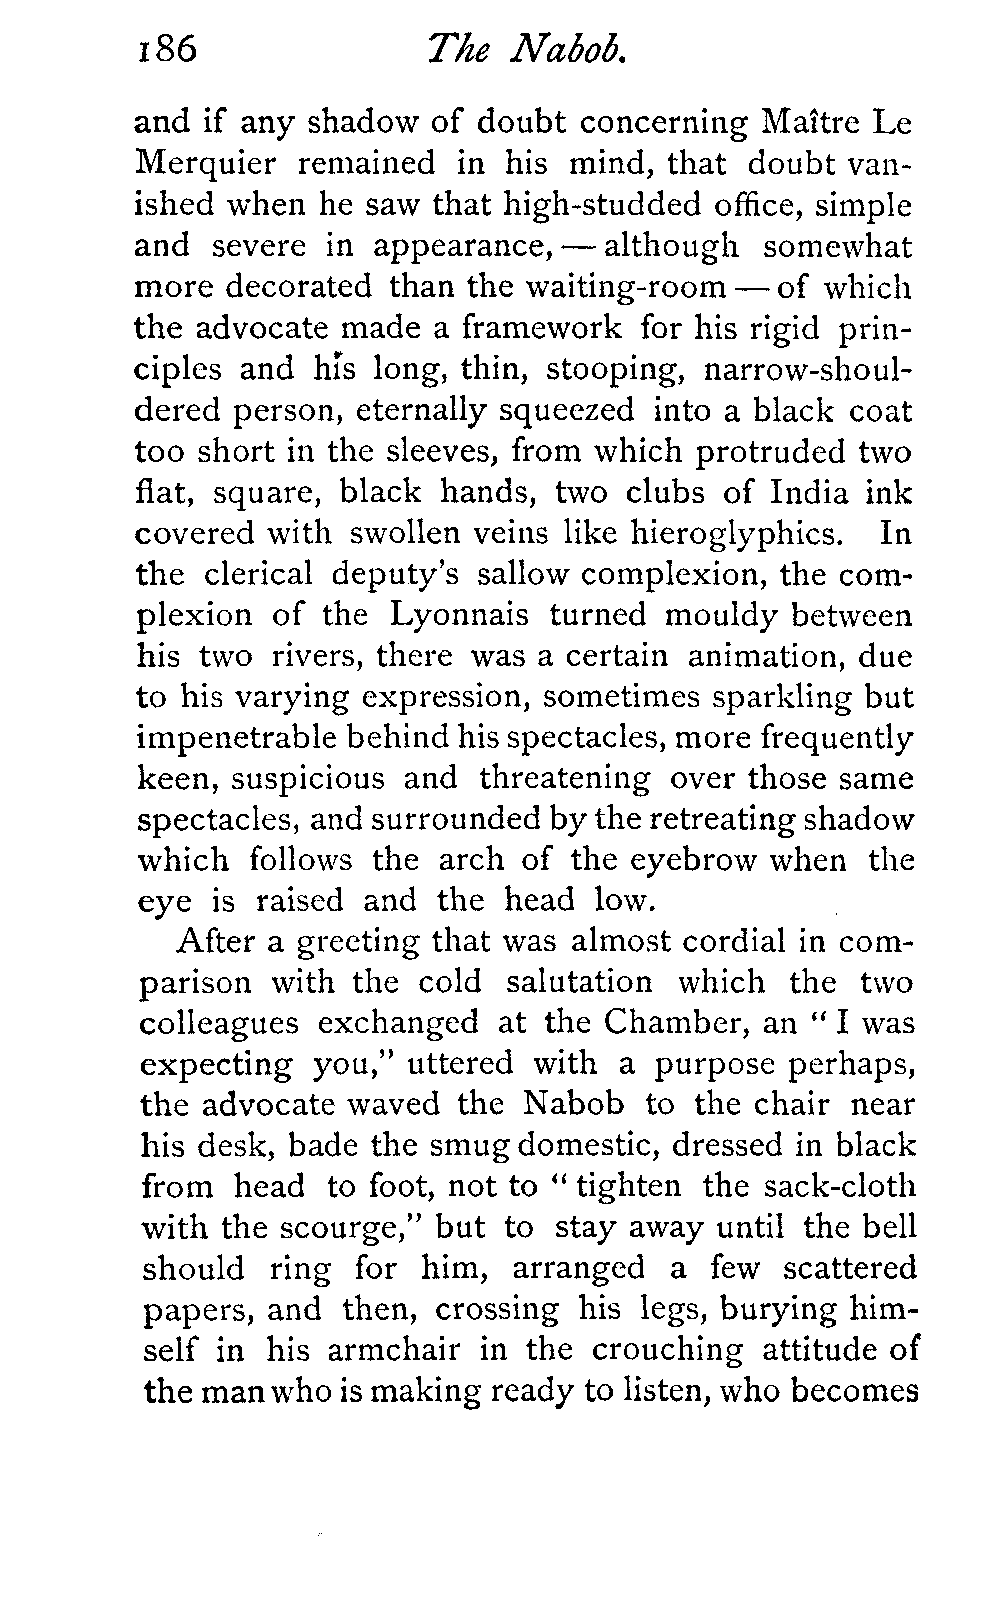 186 The Nabob.
and if any shadow of doubt concerning Maître Le
Merquier remained in his mind, that doubt van-
ished when he saw that high-studded office, simple
and severe in appearance, — although somewhat
more decorated than the waiting-room — of which
the advocate made a framework for his rigid prin-
ciples and his long, thin, stooping, narrow-shoul-
dered person, eternally squeezed into a black coat
too short in the sleeves, from which protruded two
flat, square, black hands, two clubs of India ink
covered with swollen veins like hieroglyphics. In
the clerical deputy's sallow complexion, the com-
plexion of the Lyonnais turned mouldy between
his two rivers, there was a certain animation, due
to his varying expression, sometimes sparkling but
impenetrable behind his spectacles, more frequently
keen, suspicious and threatening over those same
spectacles, and surrounded by the retreating shadow
which follows the arch of the eyebrow when the
eye is raised and the head low.
After a greeting that was almost cordial in com-
parison with the cold salutation which the two
colleagues exchanged at the Chamber, an "I was
expecting you," uttered with a purpose perhaps,
the advocate waved the Nabob to the chair near
his desk, bade the smug domestic, dressed in black
from head to foot, not to "tighten the sack-cloth
with the scourge," but to stay away until the bell
should ring for him, arranged a few scattered
papers, and then, crossing his legs, burying him-
self in his armchair in the crouching attitude of
the man who is making ready to listen, who becomes